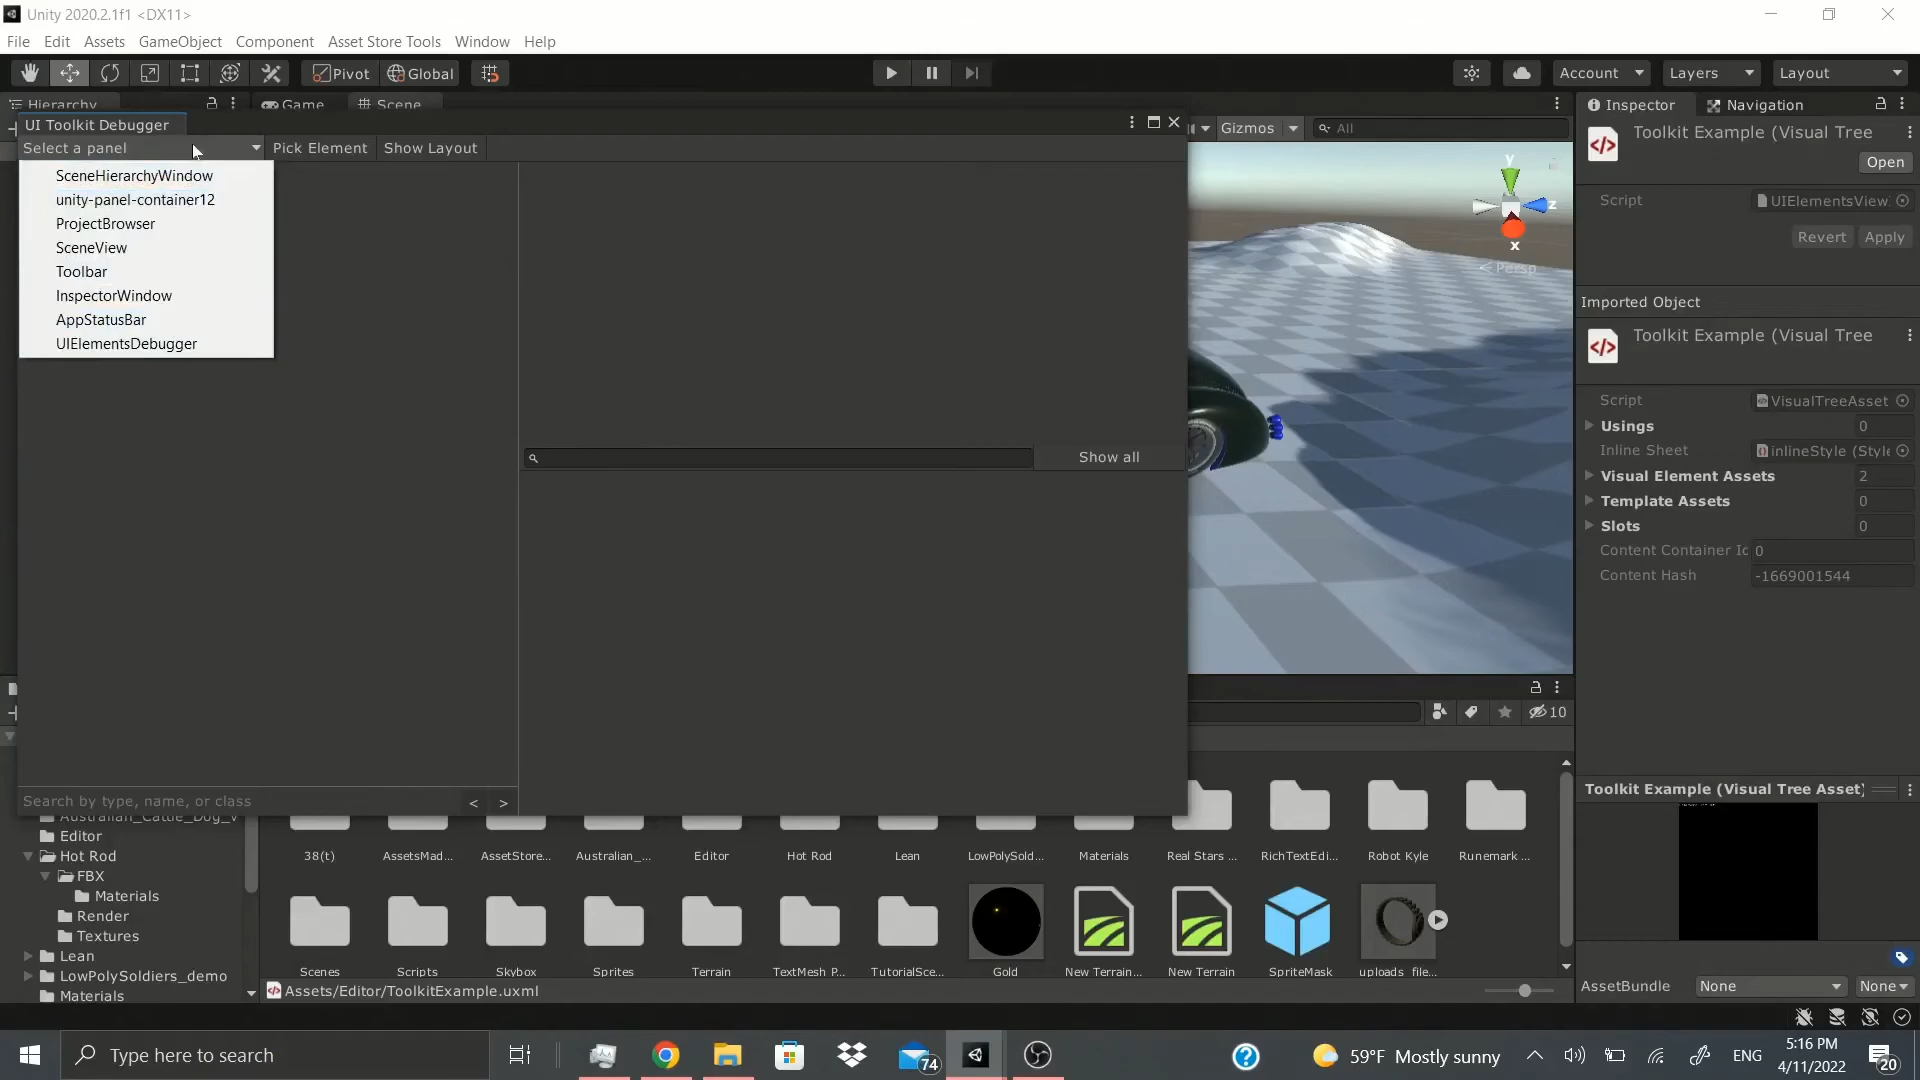 Unity 2020.2.1f1 <DX11>
File Edit Assets GameObject Component Asset Store Tools Window Help
Pivot Global Account Layers Layout
Hierarchy Game Scene Inspector Navigation
UI Toolkit Debugger
Select a panel Pick Element Show Layout
Gizmos All
SceneHierarchyWindow
unity-panel-container12
ProjectBrowser
SceneView
Toolbar
InspectorWindow
AppStatusBar
UIElementsDebugger
Show all
Search by type, name, or class < >
y
z
x
< Persp
Toolkit Example (Visual Tree
Open
Script UIElementsView
Revert Apply
Imported Object
Toolkit Example (Visual Tree
Script VisualTreeAsset
Usings 0
Inline Sheet inlineStyle (Style
Visual Element Assets 2
Template Assets 0
Slots 0
Content Container Ic 0
Content Hash -1669001544
10
Toolkit Example (Visual Tree Asset)
AssetBundle None None
Australian_Cattle_Dog_v
Editor
Hot Rod
FBX
Materials
Render
Textures
Lean
LowPolySoldiers_demo
Materials
38(t) AssetsMad... AssetStore... Australian_... Editor Hot Rod Lean LowPolySold... Materials Real Stars ... RichTextEdi... Robot Kyle Runemark ...
Scenes Scripts Skybox Sprites Terrain TextMesh P... TutorialSce... Gold New Terrain... New Terrain SpriteMask uploads_file...
Assets/Editor/ToolkitExample.uxml
Type here to search
74
59°F Mostly sunny
ENG
5:16 PM
4/11/2022
20